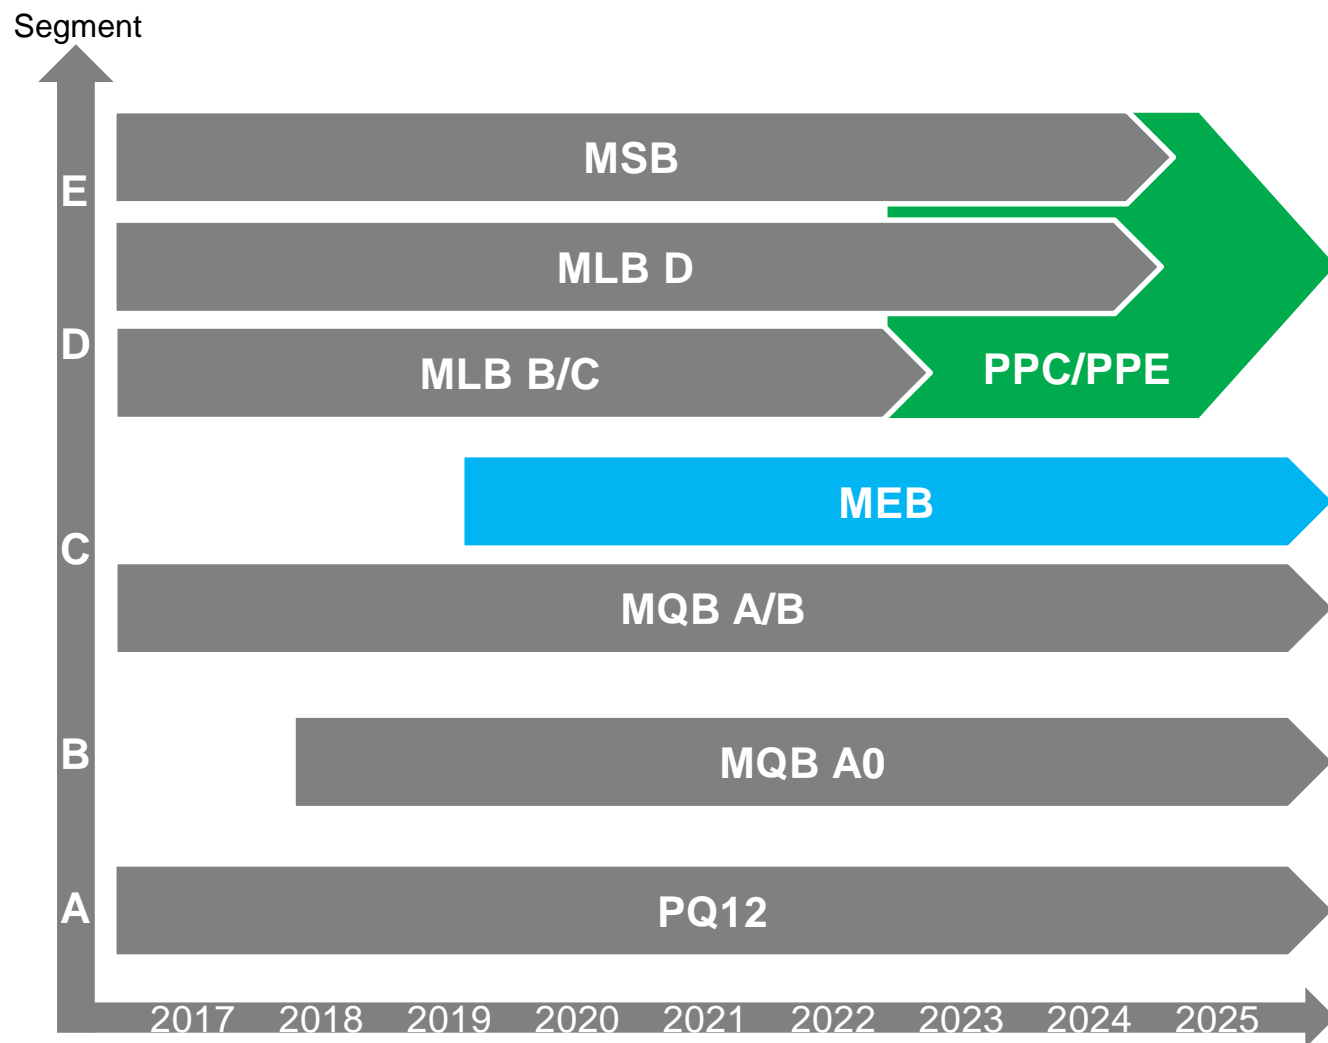 Segment
E
MSB
MLB D
D
MLB B/C
PPC/PPE
C
MEB
MQB A/B
B
MQB A0
A
PQ12
2017 2018 2019 2020 2021 2022 2023 2024 2025